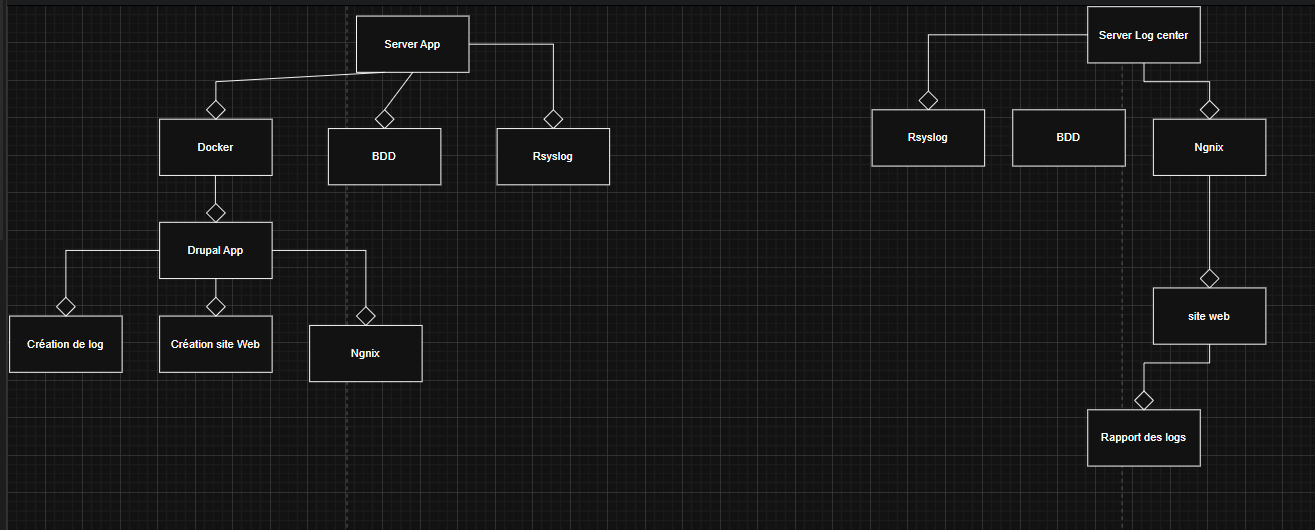 Server App
Server Log center
Docker
BDD
Rsyslog
Rsyslog
BDD
Ngnix
Drupal App
Création de log
Création site Web
Ngnix
site web
Rapport des logs